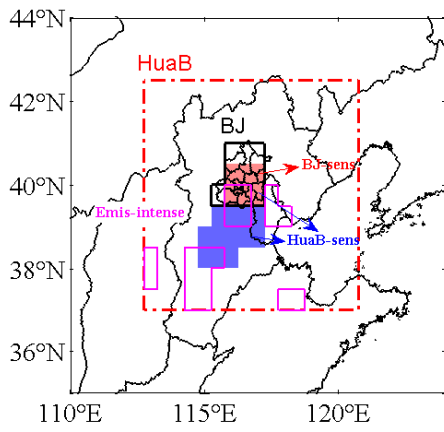 44°N
HuaB
42°N
BJ
BJ-sens
40°N
Emis-intense
HuaB-sens
38°N
36°N
110°E 115°E 120°E